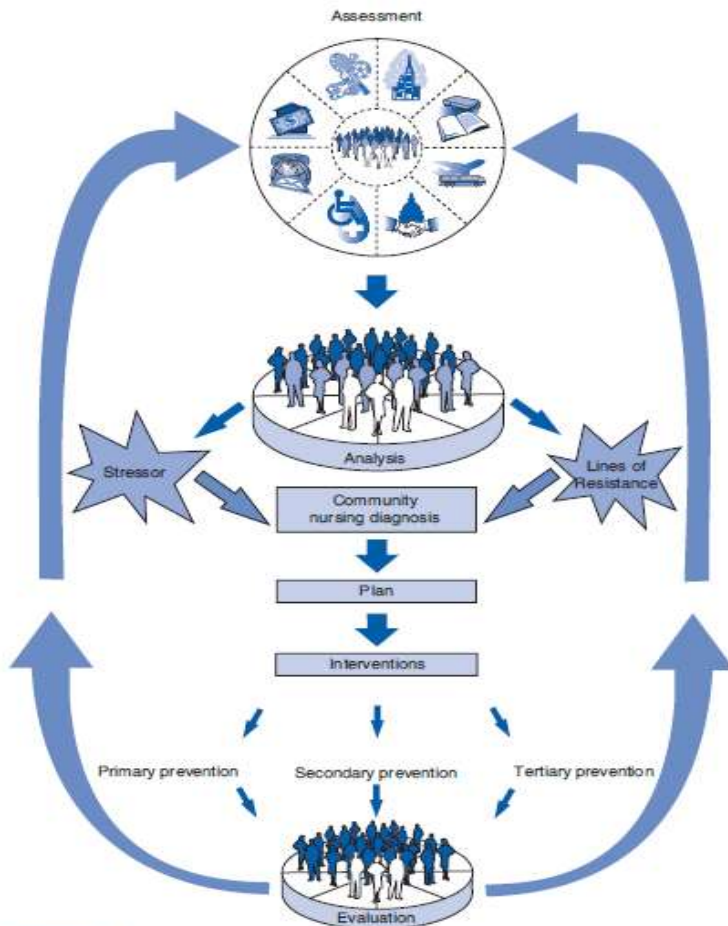 Assessment
Analysis
Stressor
Lines of
Resistance
Community
nursing diagnosis
Plan
Interventions
Primary prevention
Secondary prevention
Tertiary prevention
Evaluation